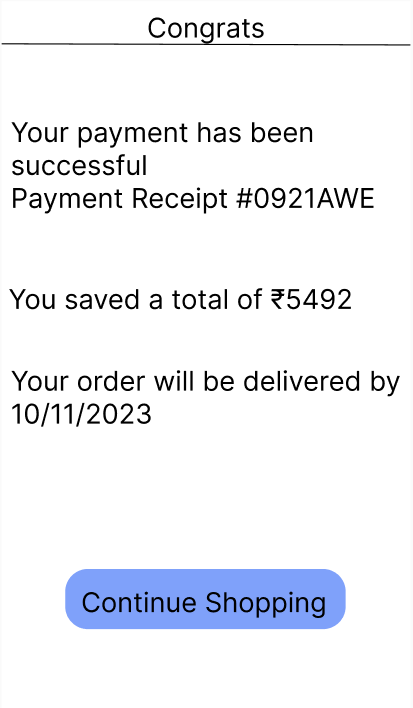 Congrats
Your payment has been
successful
Payment Receipt #0921AWE
You saved a total of ₹5492
Your order will be delivered by
10/11/2023
Continue Shopping